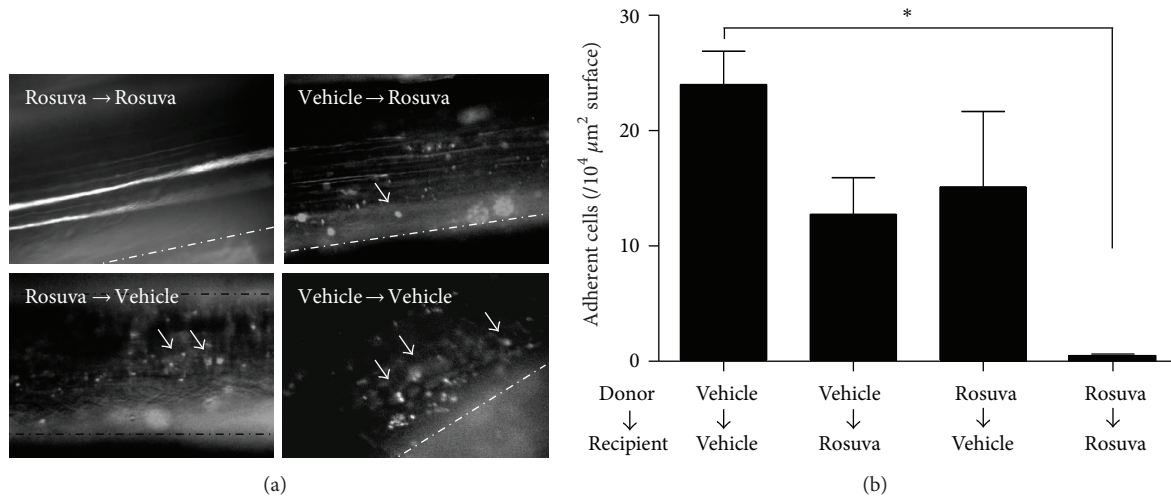 Rosuva → Rosuva
Vehicle → Rosuva
Rosuva → Vehicle
Vehicle → Vehicle
(a)
*
30
20
10
0
Adherent cells (/10⁴ μm² surface)
Donor Vehicle Vehicle Rosuva Rosuva
↓ ↓ ↓ ↓ ↓
Recipient Vehicle Rosuva Vehicle Rosuva
(b)